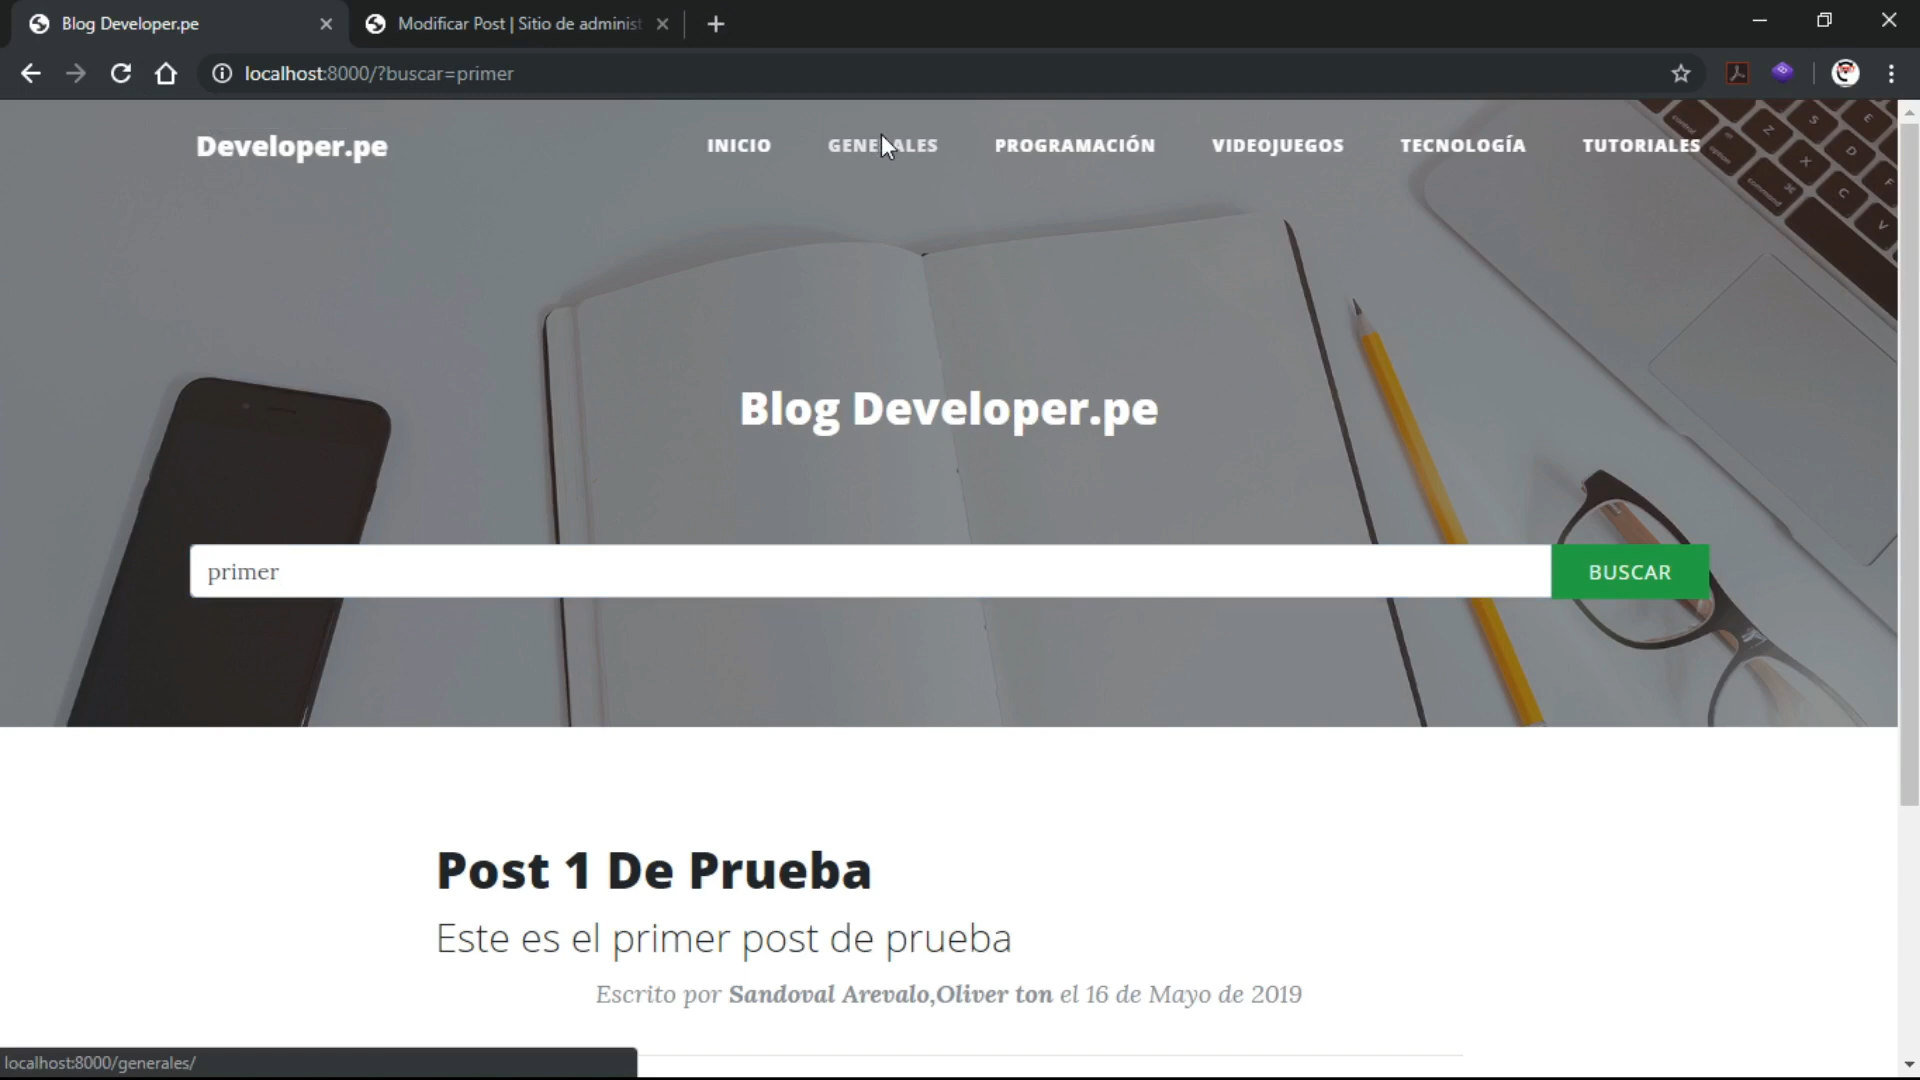 Blog Developer.pe
Modificar Post | Sitio de administ
localhost:8000/?buscar=primer
Developer.pe
INICIO
GENERALES
PROGRAMACIÓN
VIDEOJUEGOS
TECNOLOGÍA
TUTORIALES
Blog Developer.pe
primer
BUSCAR
Post 1 De Prueba
Este es el primer post de prueba
Escrito por Sandoval Arevalo,Oliver ton el 16 de Mayo de 2019
localhost:8000/generales/